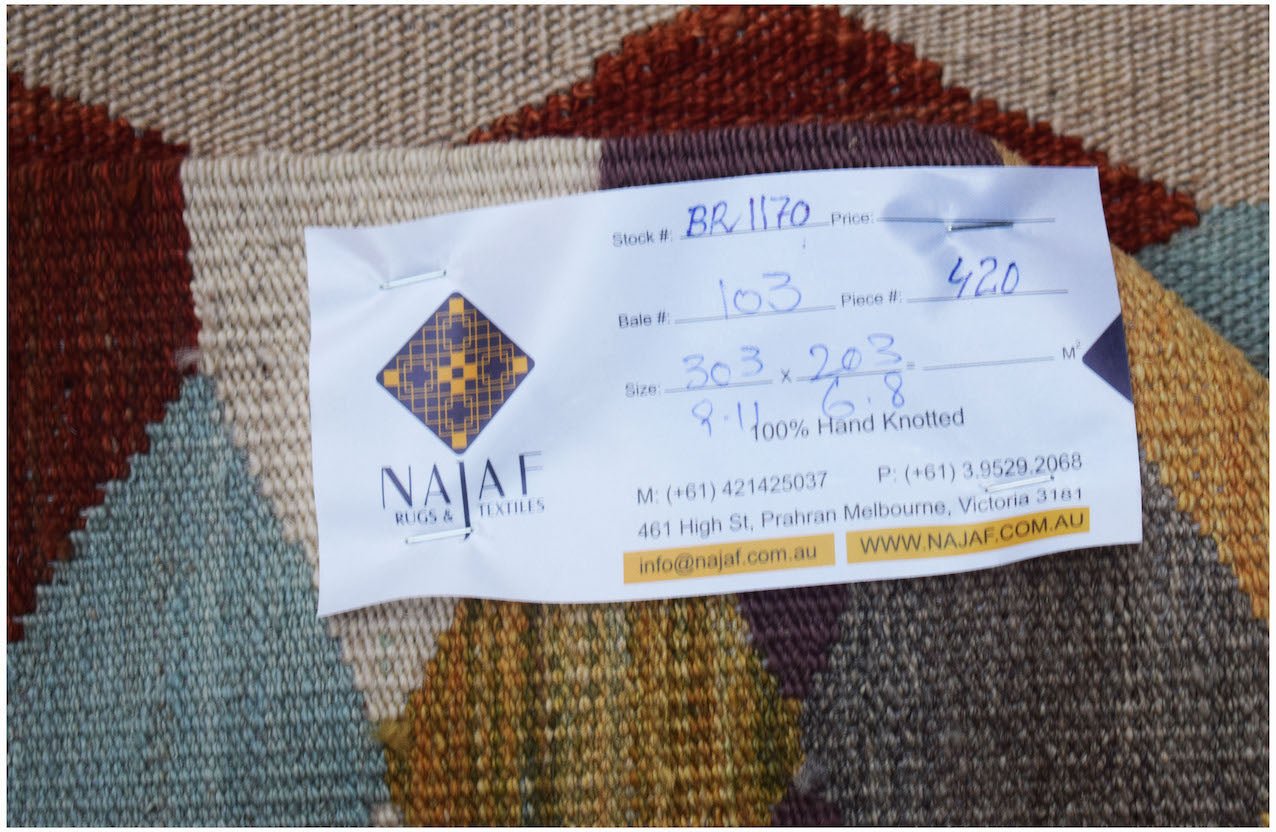 NAJAF
RUGS & TEXTILES
Stock #: BR1170 Price:
Bale #: 103 Piece #: 420
Size: 303 x 203 = M²
9.11 6.8
100% Hand Knotted
M: (+61) 421425037 P: (+61) 3.9529.2068
461 High St, Prahran Melbourne, Victoria 3181
info@najaf.com.au WWW.NAJAF.COM.AU